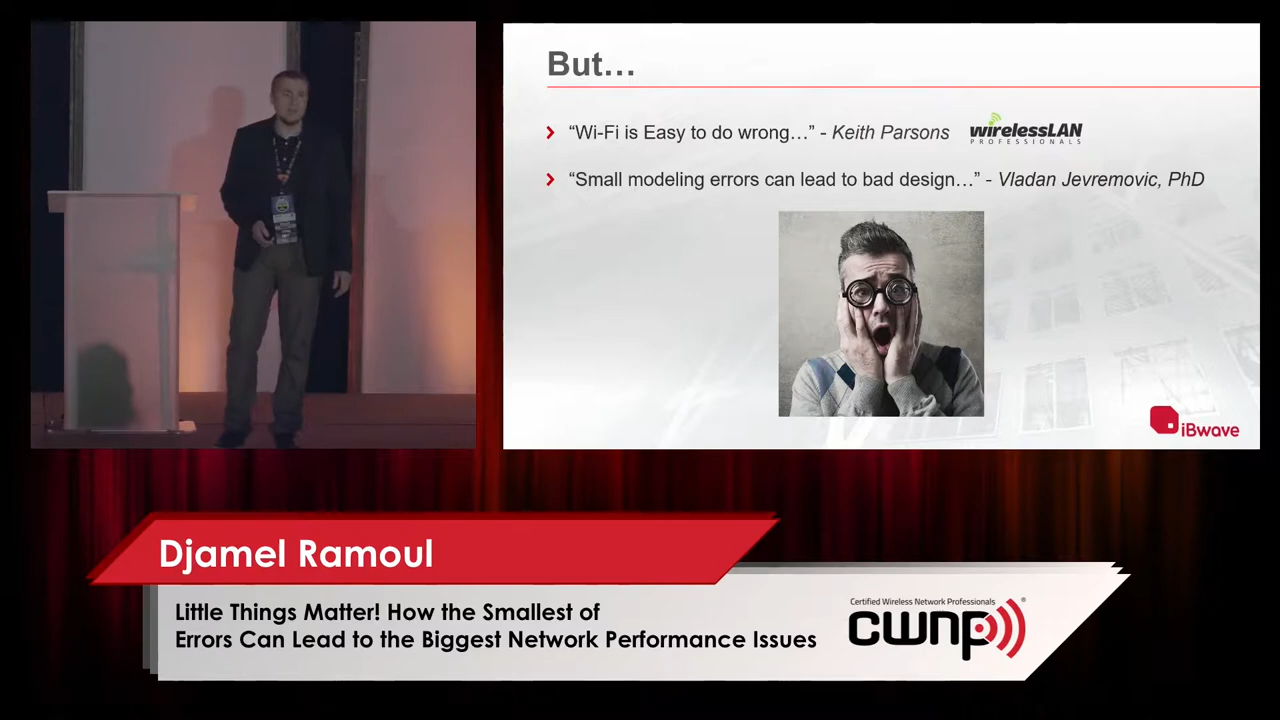 But…
“Wi-Fi is Easy to do wrong…” - Keith Parsons
wirelessLAN
PROFESSIONALS
“Small modeling errors can lead to bad design…” - Vladan Jevremovic, PhD
iBwave
Djamel Ramoul
Little Things Matter! How the Smallest of
Errors Can Lead to the Biggest Network Performance Issues
Certified Wireless Network Professionals
cwnp®